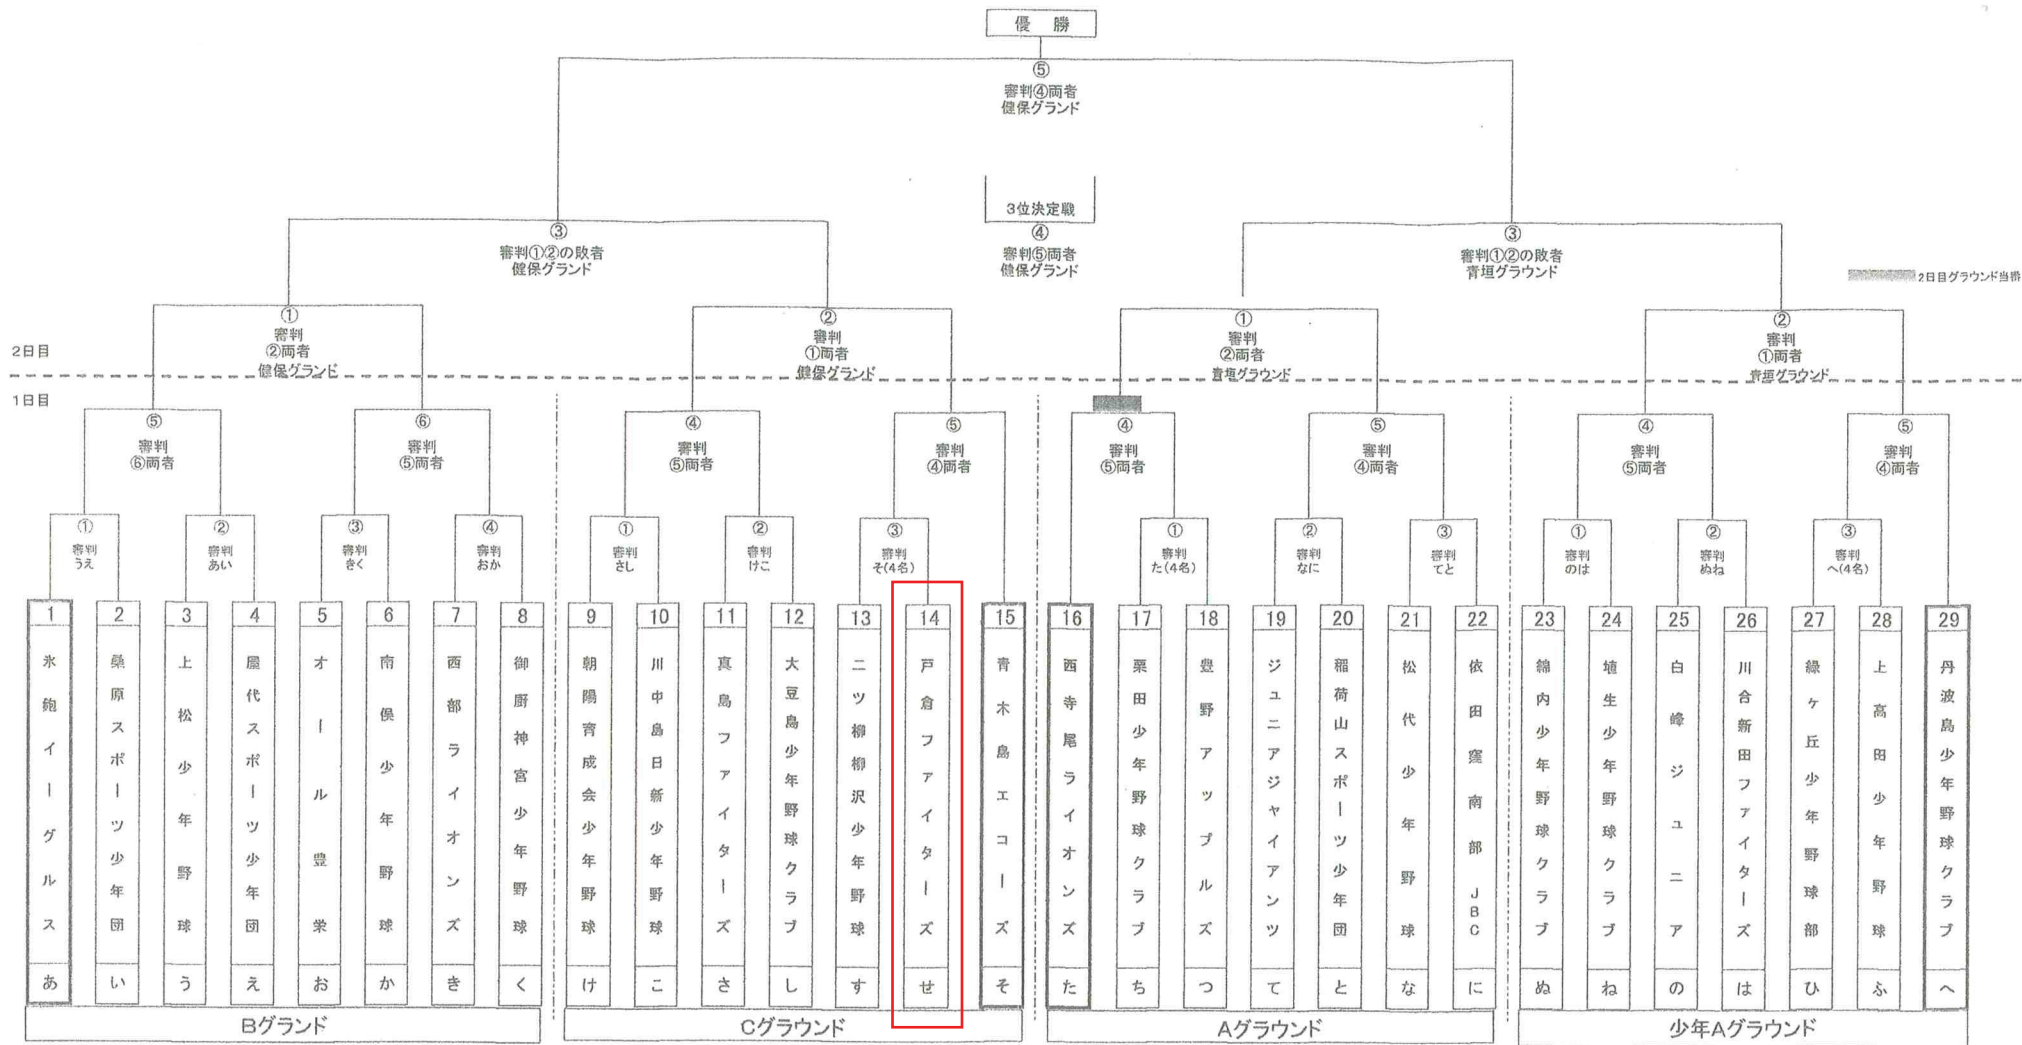 優 勝
⑤
審判④両者
健保グランド
3位決定戦
④
審判⑤両者
健保グランド
③
審判①②の敗者
健保グランド
③
審判①②の敗者
青垣グラウンド
2日目グラウンド当番
①
審判
②両者
健保グランド
②
審判
①両者
健保グランド
①
審判
②両者
青垣グラウンド
②
審判
①両者
青垣グラウンド
2日目
1日目
⑤
審判
⑥両者
⑥
審判
⑤両者
④
審判
⑤両者
⑤
審判
④両者
④
審判
⑤両者
⑤
審判
④両者
④
審判
⑤両者
⑤
審判
④両者
①
審判
うえ
②
審判
あい
③
審判
きく
④
審判
おか
①
審判
さし
②
審判
けこ
③
審判
そ(4名)
①
審判
た(4名)
②
審判
なに
③
審判
てと
①
審判
のは
②
審判
ぬね
③
審判
へ(4名)
1 氷鉋イーグルス あ
2 桑原スポーツ少年団 い
3 上松少年野球 う
4 屋代スポーツ少年団 え
5 オール豊栄 お
6 南俣少年野球 か
7 西部ライオンズ き
8 御厨神宮少年野球 く
9 朝陽育成会少年野球 け
10 川中島日新少年野球 こ
11 真島ファイターズ さ
12 大豆島少年野球クラブ し
13 二ツ柳柳沢少年野球 す
14 戸倉ファイターズ せ
15 青木島エコーズ そ
16 西寺尾ライオンズ た
17 栗田少年野球クラブ ち
18 豊野アップルズ つ
19 ジュニアジャイアンツ て
20 稲荷山スポーツ少年団 と
21 松代少年野球 な
22 依田窪南部JBC に
23 綿内少年野球クラブ ぬ
24 埴生少年野球クラブ ね
25 白峰ジュニア の
26 川合新田ファイターズ は
27 緑ケ丘少年野球部 ひ
28 上高田少年野球 ふ
29 丹波島少年野球クラブ へ
Bグランド
Cグラウンド
Aグラウンド
少年Aグラウンド